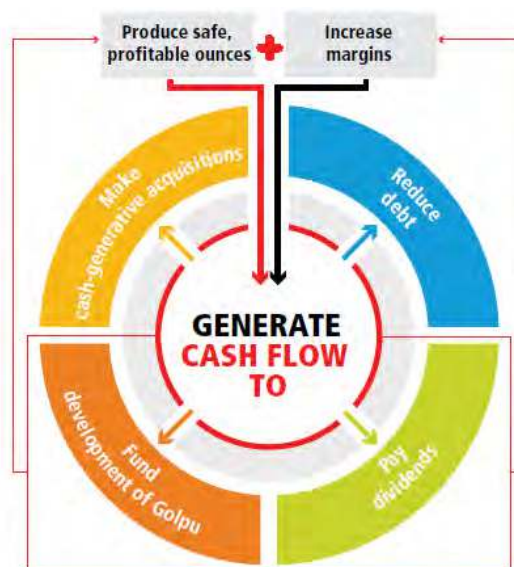 Produce safe,
profitable ounces
Increase
margins
Make
cash-generative acquisitions
Reduce
debt
GENERATE
CASH FLOW
TO
Fund
development of Golpu
Pay
dividends